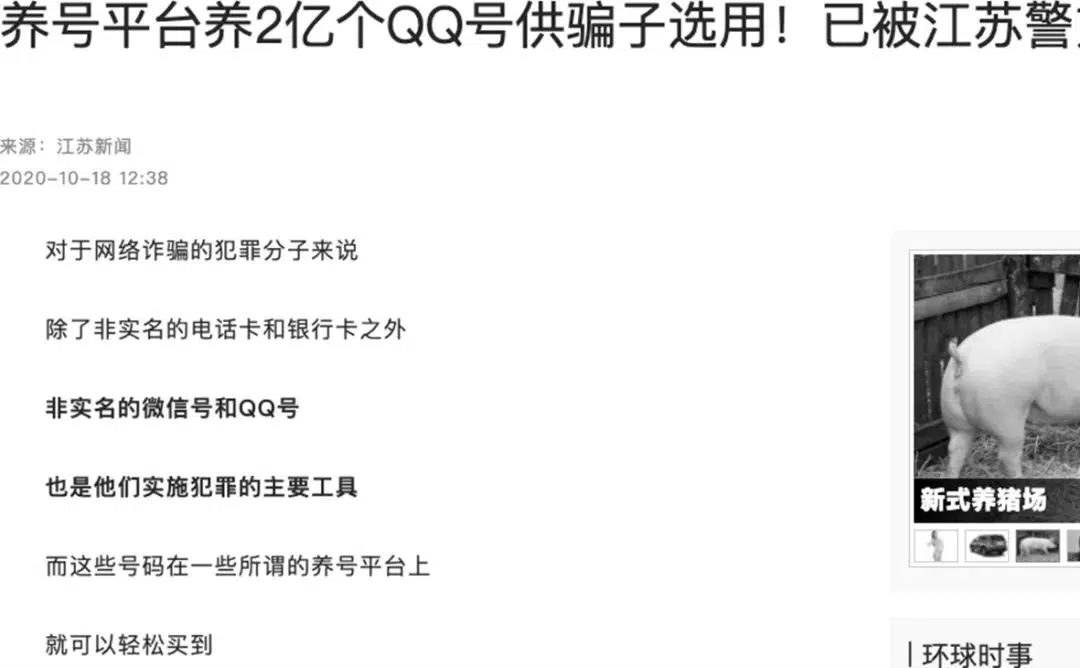 养号平台养2亿个QQ号供骗子选用！已被江苏警
来源：江苏新闻
2020-10-18 12:38
对于网络诈骗的犯罪分子来说
除了非实名的电话卡和银行卡之外
非实名的微信号和QQ号
也是他们实施犯罪的主要工具
而这些号码在一些所谓的养号平台上
就可以轻松买到
新式养猪场
环球时事